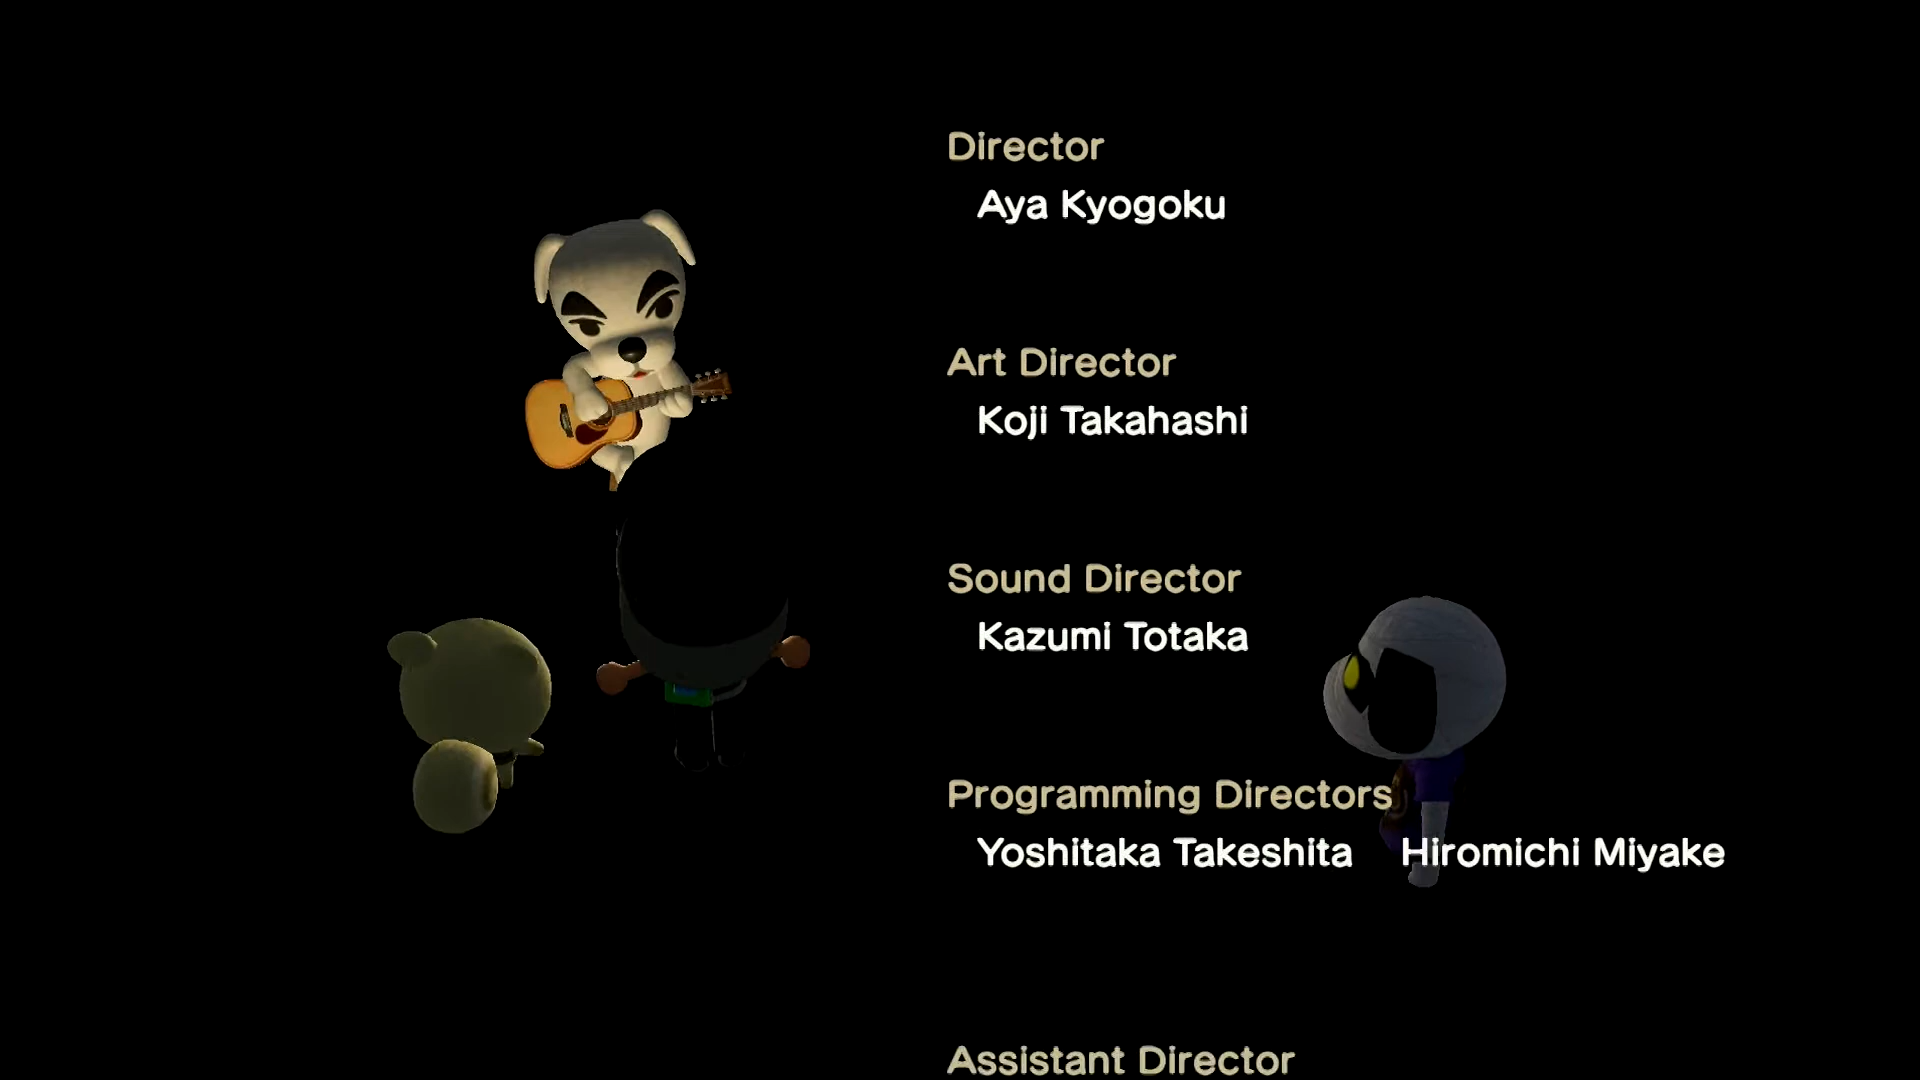 Director
Aya Kyogoku
Art Director
Koji Takahashi
Sound Director
Kazumi Totaka
Programming Directors
Yoshitaka Takeshita Hiromichi Miyake
Assistant Director